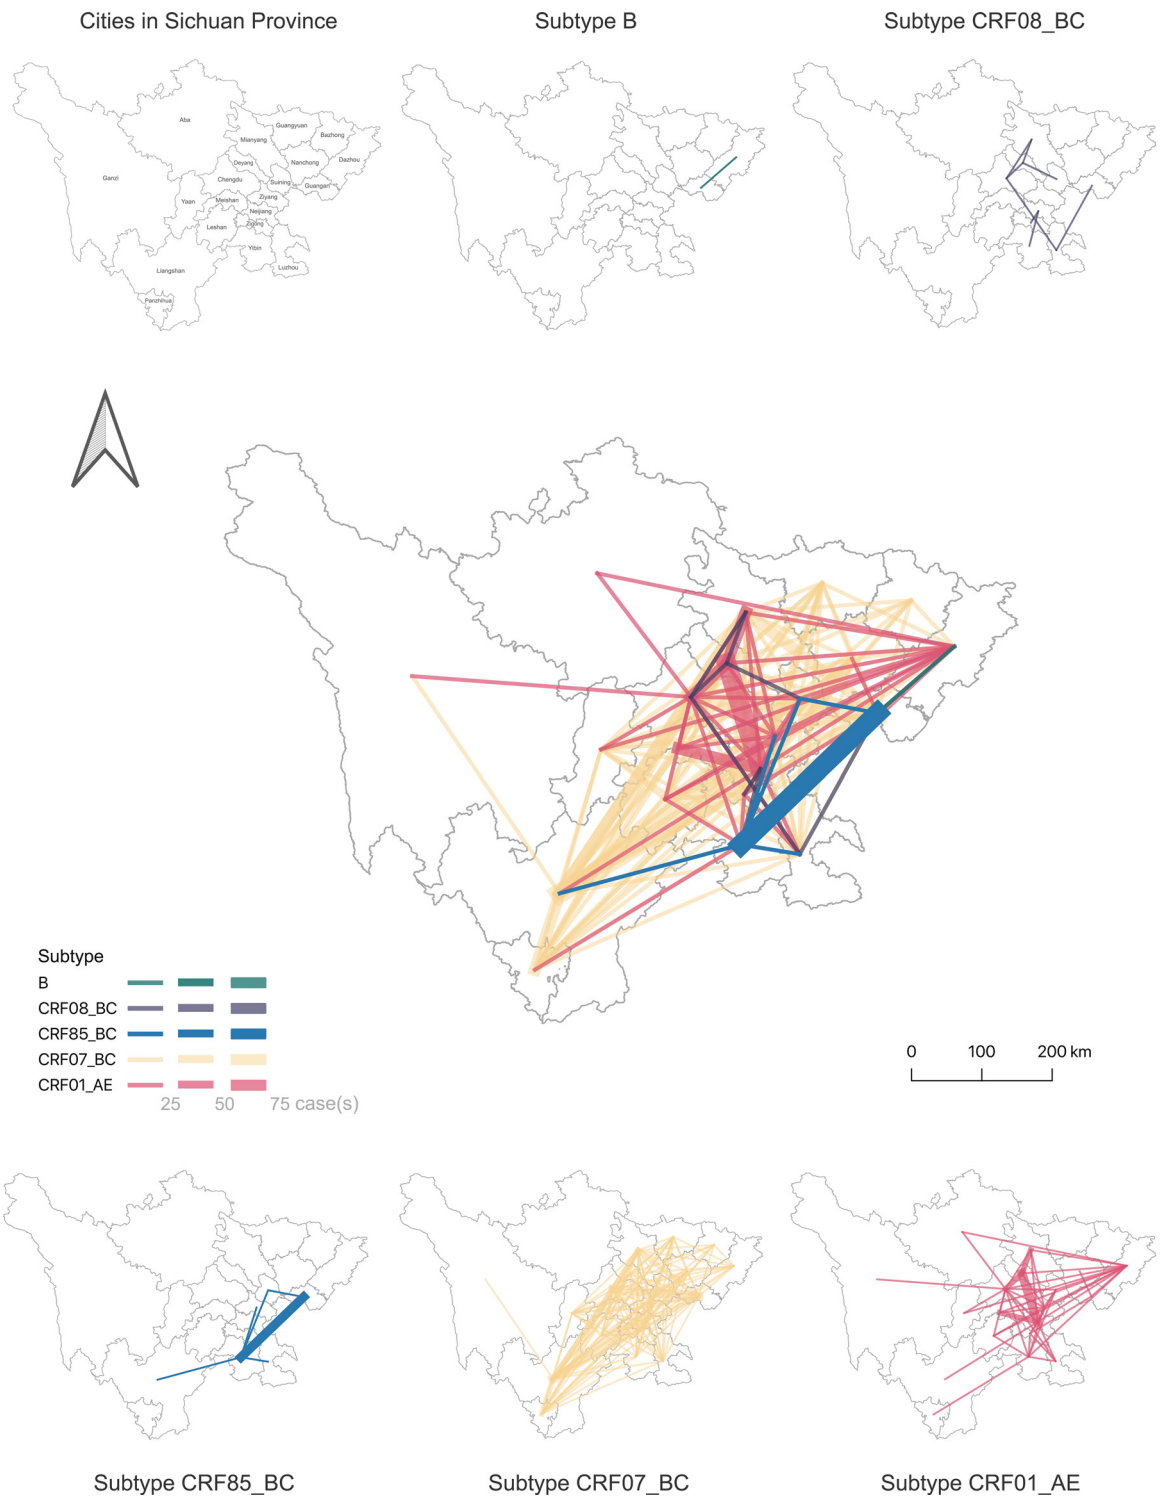 Cities in Sichuan Province
Subtype B
Subtype CRF08_BC
Aba
Guangyuan
Bazhong
Mianyang
Dazhou
Deyang
Nanchong
Ganzi
Chengdu
Suining
Guangan
Yaan
Meishan
Ziyang
Neijiang
Leshan
Zigong
Yibin
Liangshan
Luzhou
Panzhihua
Subtype
B
CRF08_BC
CRF85_BC
CRF07_BC
CRF01_AE
25 50 75 case(s)
0 100 200 km
Subtype CRF85_BC
Subtype CRF07_BC
Subtype CRF01_AE